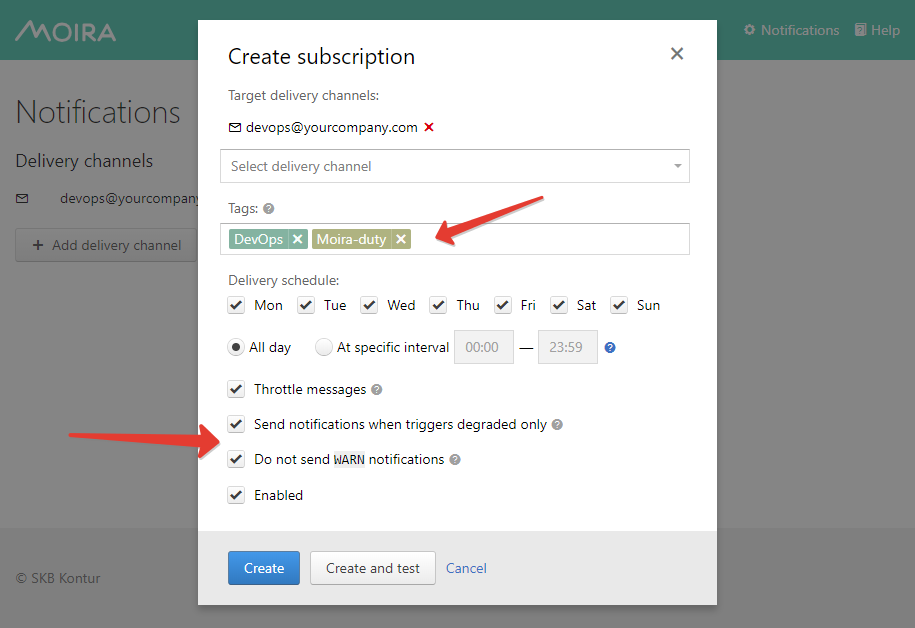 MOIRA
Notifications Help
Notifications
Delivery channels
devops@yourcompany
+ Add delivery channel
© SKB Kontur
Create subscription
Target delivery channels:
devops@yourcompany.com
Select delivery channel
Tags:
DevOps Moira-duty
Delivery schedule:
Mon Tue Wed Thu Fri Sat Sun
All day At specific interval 00:00 — 23:59
Throttle messages
Send notifications when triggers degraded only
Do not send WARN notifications
Enabled
Create Create and test Cancel